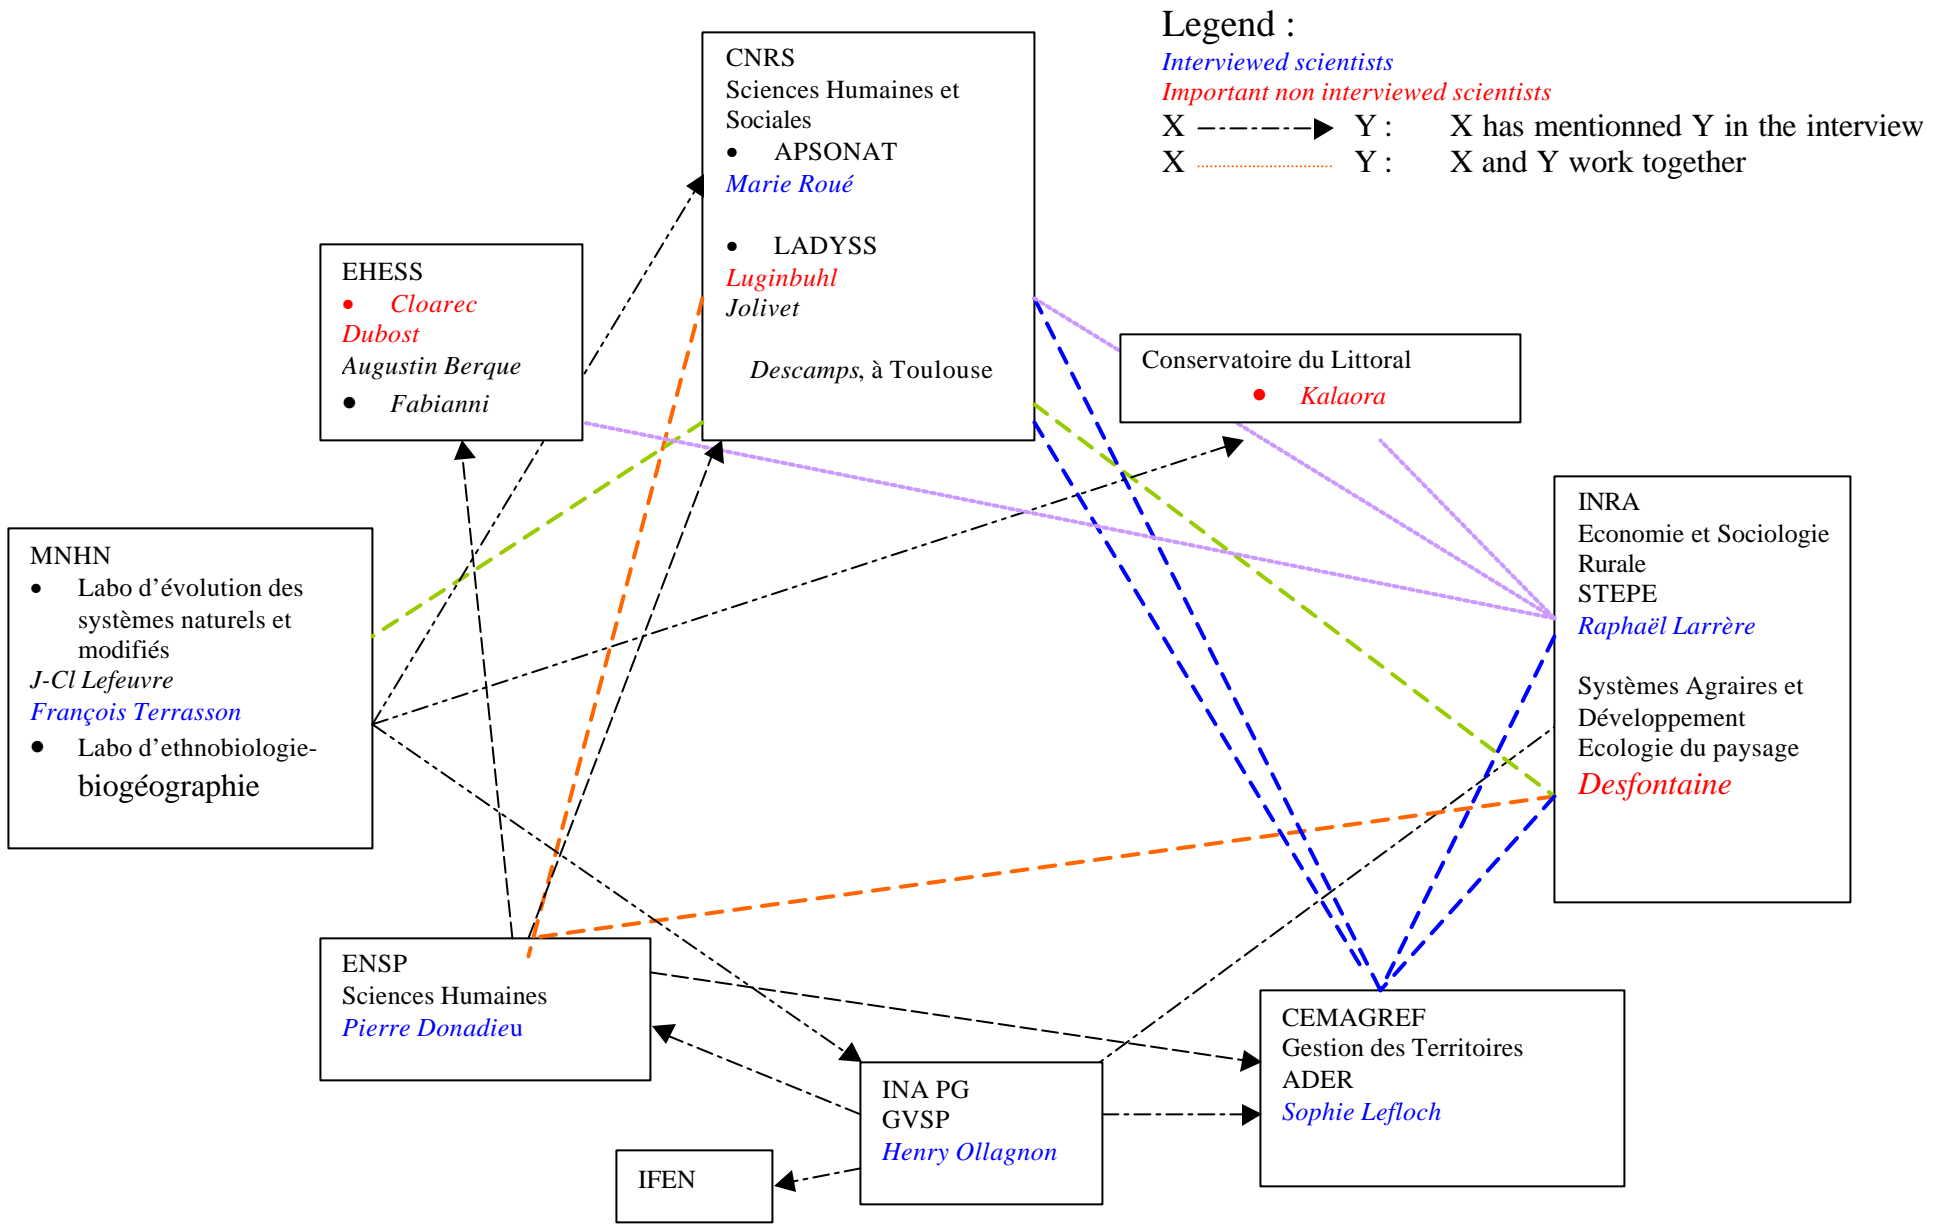 Legend :
Interviewed scientists
Important non interviewed scientists
X Y : X has mentionned Y in the interview
X Y : X and Y work together
CNRS
Sciences Humaines et
Sociales
• APSONAT
Marie Roué
• LADYSS
Luginbuhl
Jolivet
Descamps, à Toulouse
EHESS
• Cloarec
Dubost
Augustin Berque
• Fabianni
Conservatoire du Littoral
• Kalaora
MNHN
• Labo d’évolution des
systèmes naturels et
modifiés
J-Cl Lefeuvre
François Terrasson
• Labo d’ethnobiologie-
biogéographie
INRA
Economie et Sociologie
Rurale
STEPE
Raphaël Larrère
Systèmes Agraires et
Développement
Ecologie du paysage
Desfontaine
ENSP
Sciences Humaines
Pierre Donadieu
INA PG
GVSP
Henry Ollagnon
CEMAGREF
Gestion des Territoires
ADER
Sophie Lefloch
IFEN